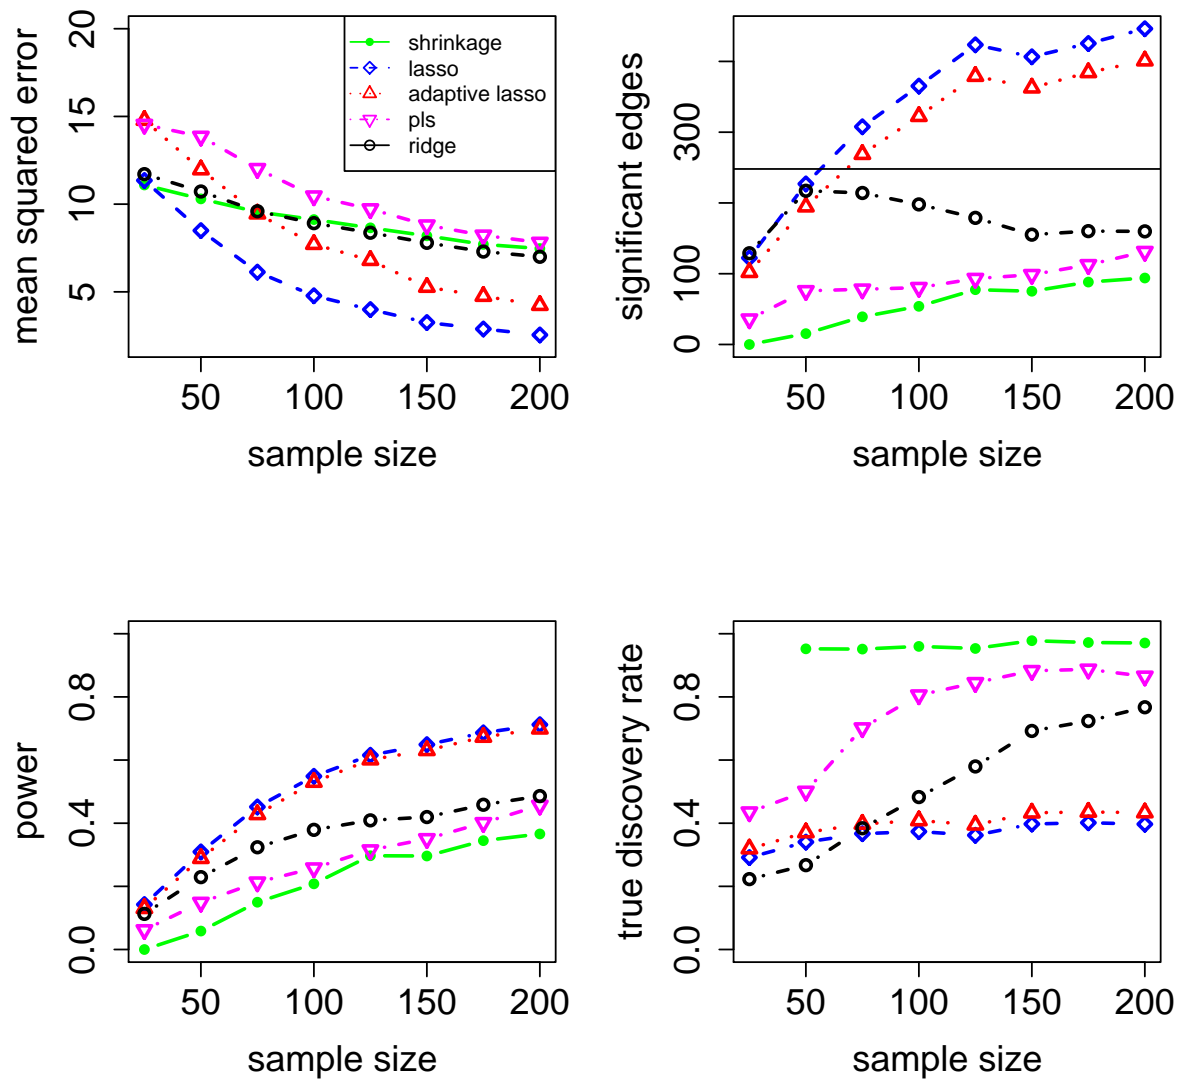 mean squared error
20
15
10
5
50 100 150 200
sample size
shrinkage
lasso
adaptive lasso
pls
ridge
significant edges
300
100
0
50 100 150 200
sample size
power
0.8
0.4
0.0
50 100 150 200
sample size
true discovery rate
0.8
0.4
0.0
50 100 150 200
sample size